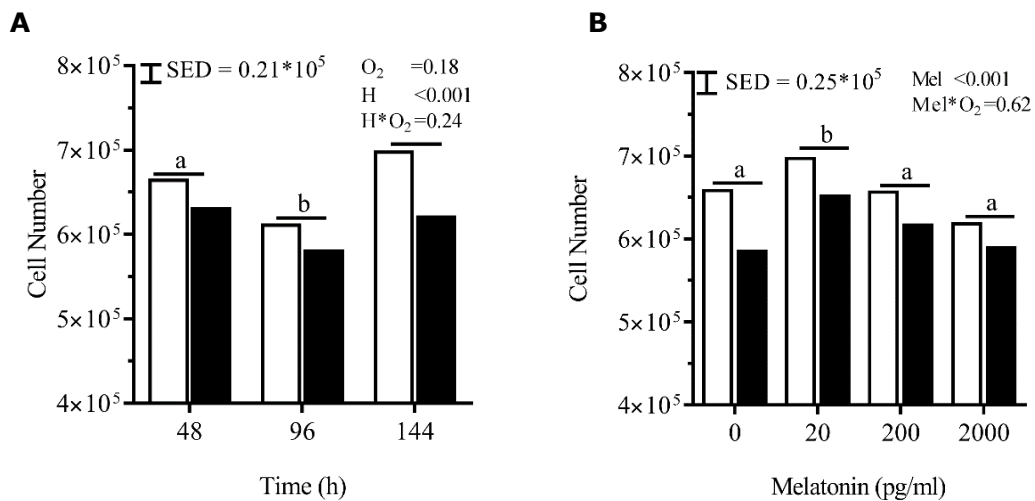 A
SED = 0.21*10⁵
O₂ =0.18
H <0.001
H*O₂=0.24
8×10⁵
7×10⁵
6×10⁵
5×10⁵
4×10⁵
Cell Number
a
b
48 96 144
Time (h)
B
SED = 0.25*10⁵
Mel <0.001
Mel*O₂=0.62
8×10⁵
7×10⁵
6×10⁵
5×10⁵
4×10⁵
Cell Number
a
b
a
a
0 20 200 2000
Melatonin (pg/ml)